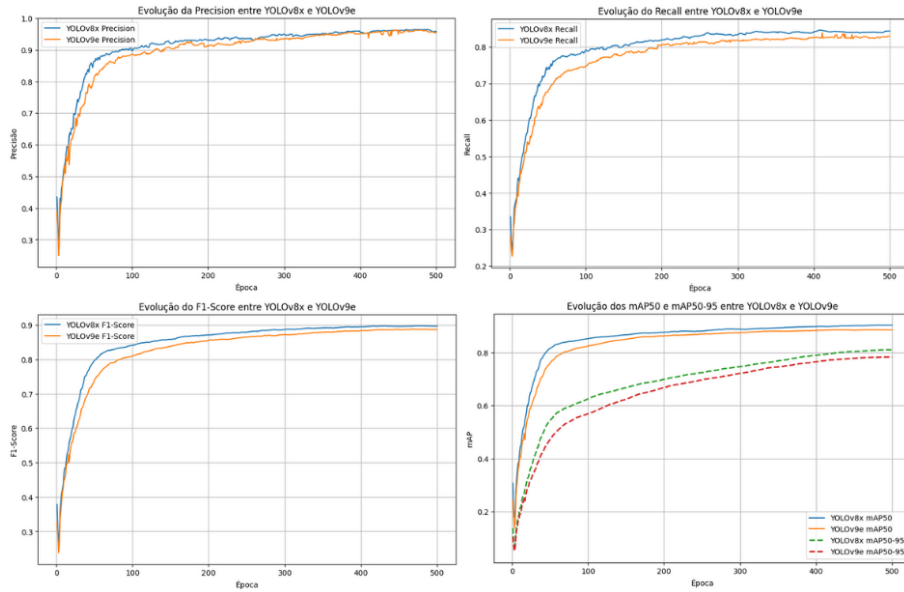 Evolução da Precision entre YOLOv8x e YOLOv9e
YOLOv8x Precision
YOLOv9e Precision
Precisão
1.0
0.9
0.8
0.7
0.6
0.5
0.4
0.3
0
100
200
300
400
500
Época
Evolução do Recall entre YOLOv8x e YOLOv9e
YOLOv8x Recall
YOLOv9e Recall
Recall
0.8
0.7
0.6
0.5
0.4
0.3
0.2
0
100
200
300
400
500
Época
Evolução do F1-Score entre YOLOv8x e YOLOv9e
YOLOv8x F1-Score
YOLOv9e F1-Score
F1-Score
0.9
0.8
0.7
0.6
0.5
0.4
0.3
0
100
200
300
400
500
Época
Evolução dos mAP50 e mAP50-95 entre YOLOv8x e YOLOv9e
mAP
0.8
0.6
0.4
0.2
YOLOv8x mAP50
YOLOv9e mAP50
YOLOv8x mAP50-95
YOLOv9e mAP50-95
0
100
200
300
400
500
Época